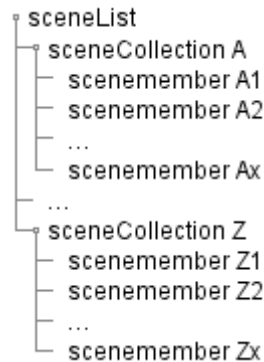 sceneList
sceneCollection A
scenemember A1
scenemember A2
...
scenemember Ax
...
sceneCollection Z
scenemember Z1
scenemember Z2
...
scenemember Zx